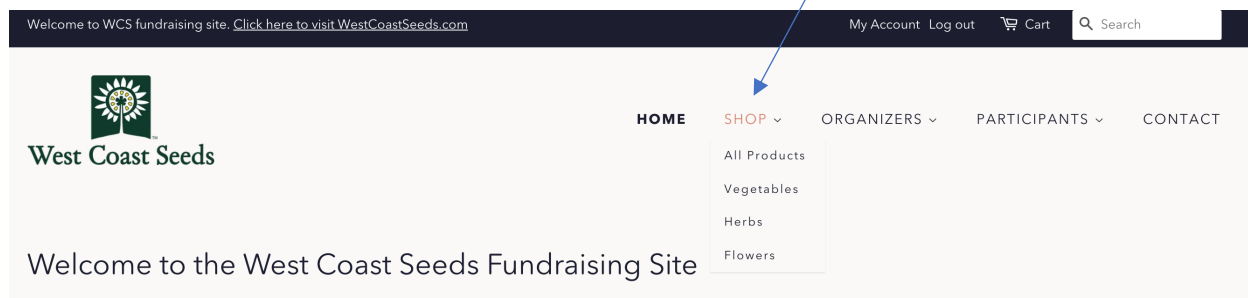 Welcome to WCS fundraising site. Click here to visit WestCoastSeeds.com
My Account Log out Cart Search
West Coast Seeds
HOME SHOP ORGANIZERS PARTICIPANTS CONTACT
All Products
Vegetables
Herbs
Flowers
Welcome to the West Coast Seeds Fundraising Site